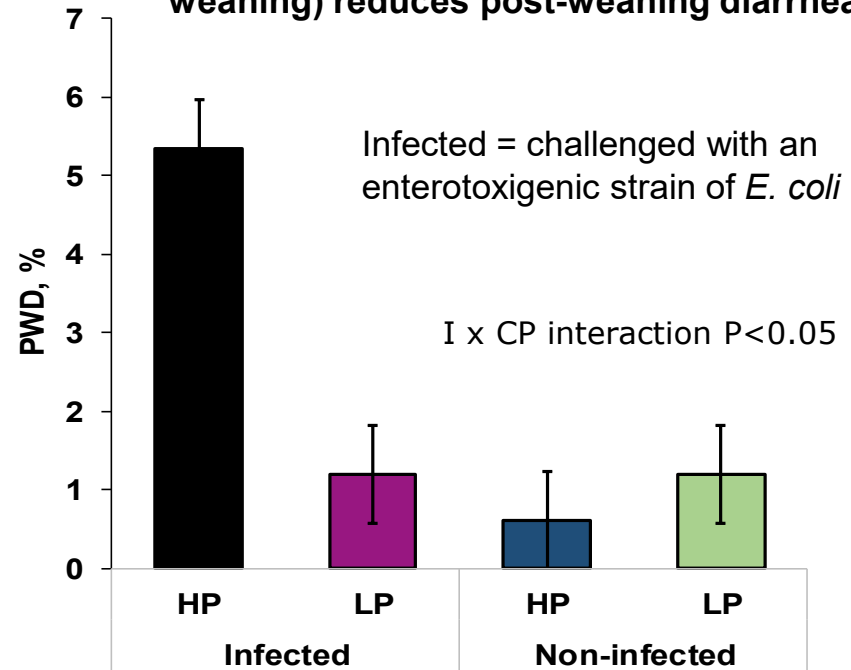 weaning) reduces post-weaning diarrhea
7
6
5
4
3
2
1
0
PWD, %
Infected = challenged with an
enterotoxigenic strain of E. coli
I x CP interaction P<0.05
HP LP HP LP
Infected Non-infected